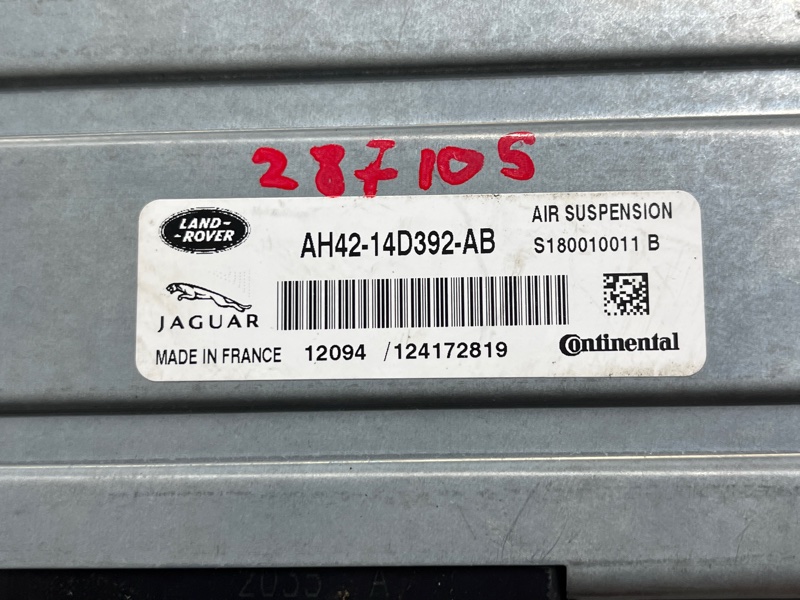 287105
LAND-
-ROVER
AIR SUSPENSION
AH42-14D392-AB
S180010011 B
JAGUAR
MADE IN FRANCE
12094 /124172819
Continental